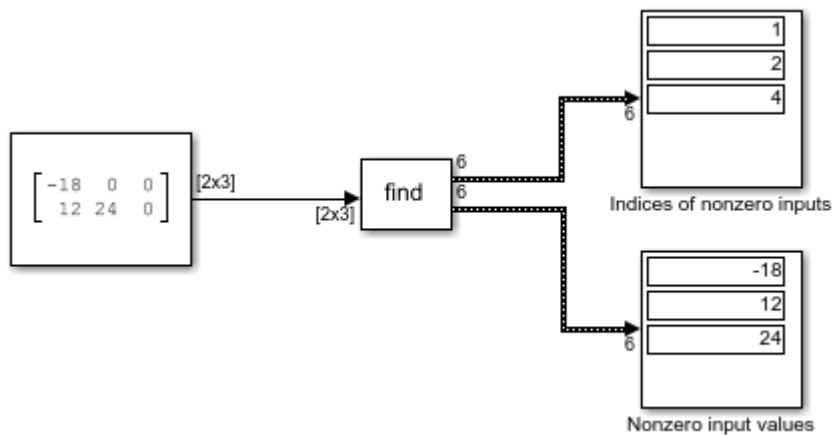 1
2
4
6
Indices of nonzero inputs
-18 0 0
12 24 0
[2x3]
[2x3]
find
6
6
-18
12
24
6
Nonzero input values